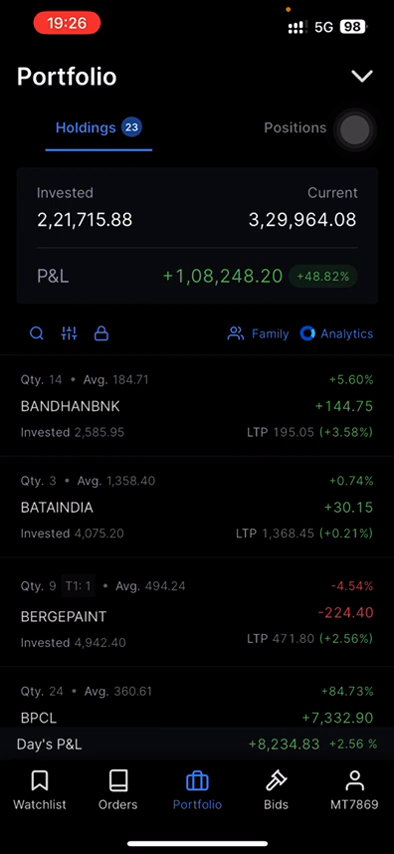 19:26 5G 98
Portfolio
Holdings 23 Positions
Invested Current
2,21,715.88 3,29,964.08
P&L +1,08,248.20 +48.82%
Family Analytics
Qty. 14 • Avg. 184.71 +5.60%
BANDHANBNK +144.75
Invested 2,585.95 LTP 195.05 (+3.58%)
Qty. 3 • Avg. 1,358.40 +0.74%
BATAINDIA +30.15
Invested 4,075.20 LTP 1,368.45 (+0.21%)
Qty. 9 T1: 1 • Avg. 494.24 -4.54%
BERGEPAINT -224.40
Invested 4,942.40 LTP 471.80 (+2.56%)
Qty. 24 • Avg. 360.61 +84.73%
BPCL +7,332.90
Day's P&L +8,234.83 +2.56 %
Watchlist Orders Portfolio Bids MT7869